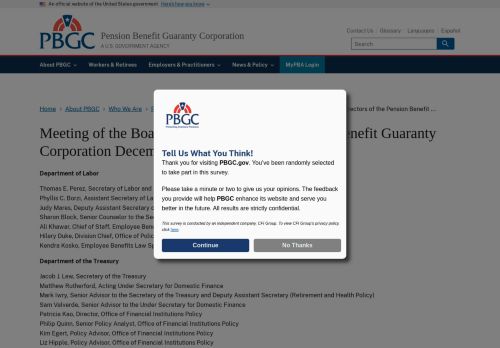 An official website of the United States government Here's how you know
PBGC
Pension Benefit Guaranty Corporation
A U.S. GOVERNMENT AGENCY
Contact Us Glossary Languages Español
Search
About PBGC Workers & Retirees Employers & Practitioners News & Policy MyPBA Login
Home > About PBGC > Who We Are >
rectors of the Pension Benefit ...
Meeting of the Boa
nefit Guaranty
Corporation Decem
Department of Labor
Thomas E. Perez, Secretary of Labor and
Phyllis C. Borzi, Assistant Secretary of La
Judy Mares, Deputy Assistant Secretary o
Sharon Block, Senior Counselor to the Se
Ali Khawar, Chief of Staff, Employee Bene
Hilary Duke, Division Chief, Office of Poli
Kendra Kosko, Employee Benefits Law Sp
Department of the Treasury
Jacob J Lew, Secretary of the Treasury
Matthew Rutherford, Acting Under Secretary for Domestic Finance
Mark Iwry, Senior Advisor to the Secretary of the Treasury and Deputy Assistant Secretary (Retirement and Health Policy)
Sam Valverde, Senior Advisor to the Under Secretary for Domestic Finance
Patricia Kao, Director, Office of Financial Institutions Policy
Philip Quinn, Senior Policy Analyst, Office of Financial Institutions Policy
Kim Egert, Policy Advisor, Office of Financial Institutions Policy
Liz Hipple, Policy Advisor, Office of Financial Institutions Policy
PBGC
Protecting America's Pensions
Tell Us What You Think!
Thank you for visiting PBGC.gov. You've been randomly selected
to take part in this survey.
Please take a minute or two to give us your opinions. The feedback
you provide will help PBGC enhance its website and serve you
better in the future. All results are strictly confidential.
This survey is conducted by an independent company, CFI Group. To view CFI Group's privacy policy
click here.
Continue
No Thanks